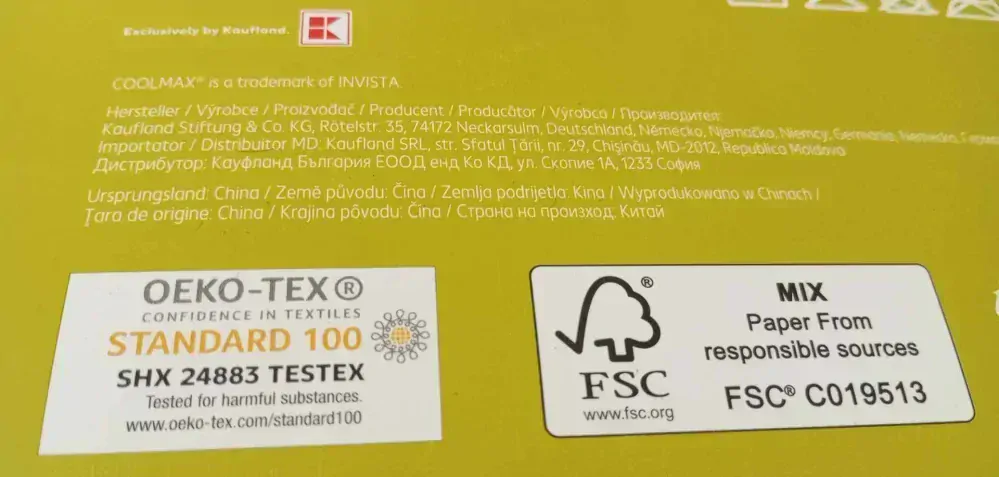 Exclusively by Kaufland.
COOLMAX® is a trademark of INVISTA.
Hersteller / Výrobce / Proizvođač / Producent / Producător / Výrobca / Производител:
Kaufland Stiftung & Co. KG, Rötelstr. 35, 74172 Neckarsulm, Deutschland, Německo, Njemačka, Niemcy, Germania, Nemecko,
Importator / Distribuitor MD: Kaufland SRL, str. Sfatul Țării, nr. 29, Chișinău, MD-2012, Republica Moldova
Дистрибутор: Кауфланд България ЕООД енд Ко КД, ул. Скопие 1А, 1233 София
Ursprungsland: China / Země původu: Čína / Zemlja podrijetla: Kina / Wyprodukowano w Chinach /
Țara de origine: China / Krajina pôvodu: Čína / Страна на произход: Китай
OEKO-TEX®
CONFIDENCE IN TEXTILES
STANDARD 100
SHX 24883 TESTEX
Tested for harmful substances.
www.oeko-tex.com/standard100
®
FSC
www.fsc.org
MIX
Paper From
responsible sources
FSC® C019513